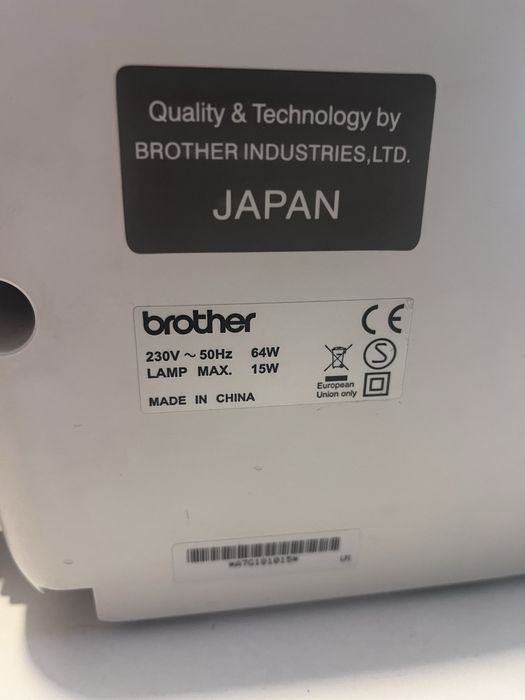 Quality & Technology by
BROTHER INDUSTRIES,LTD.
JAPAN
brother
CE
230V ~ 50Hz 64W
LAMP MAX. 15W
S
European
Union only
MADE IN CHINA
*A7G181015*